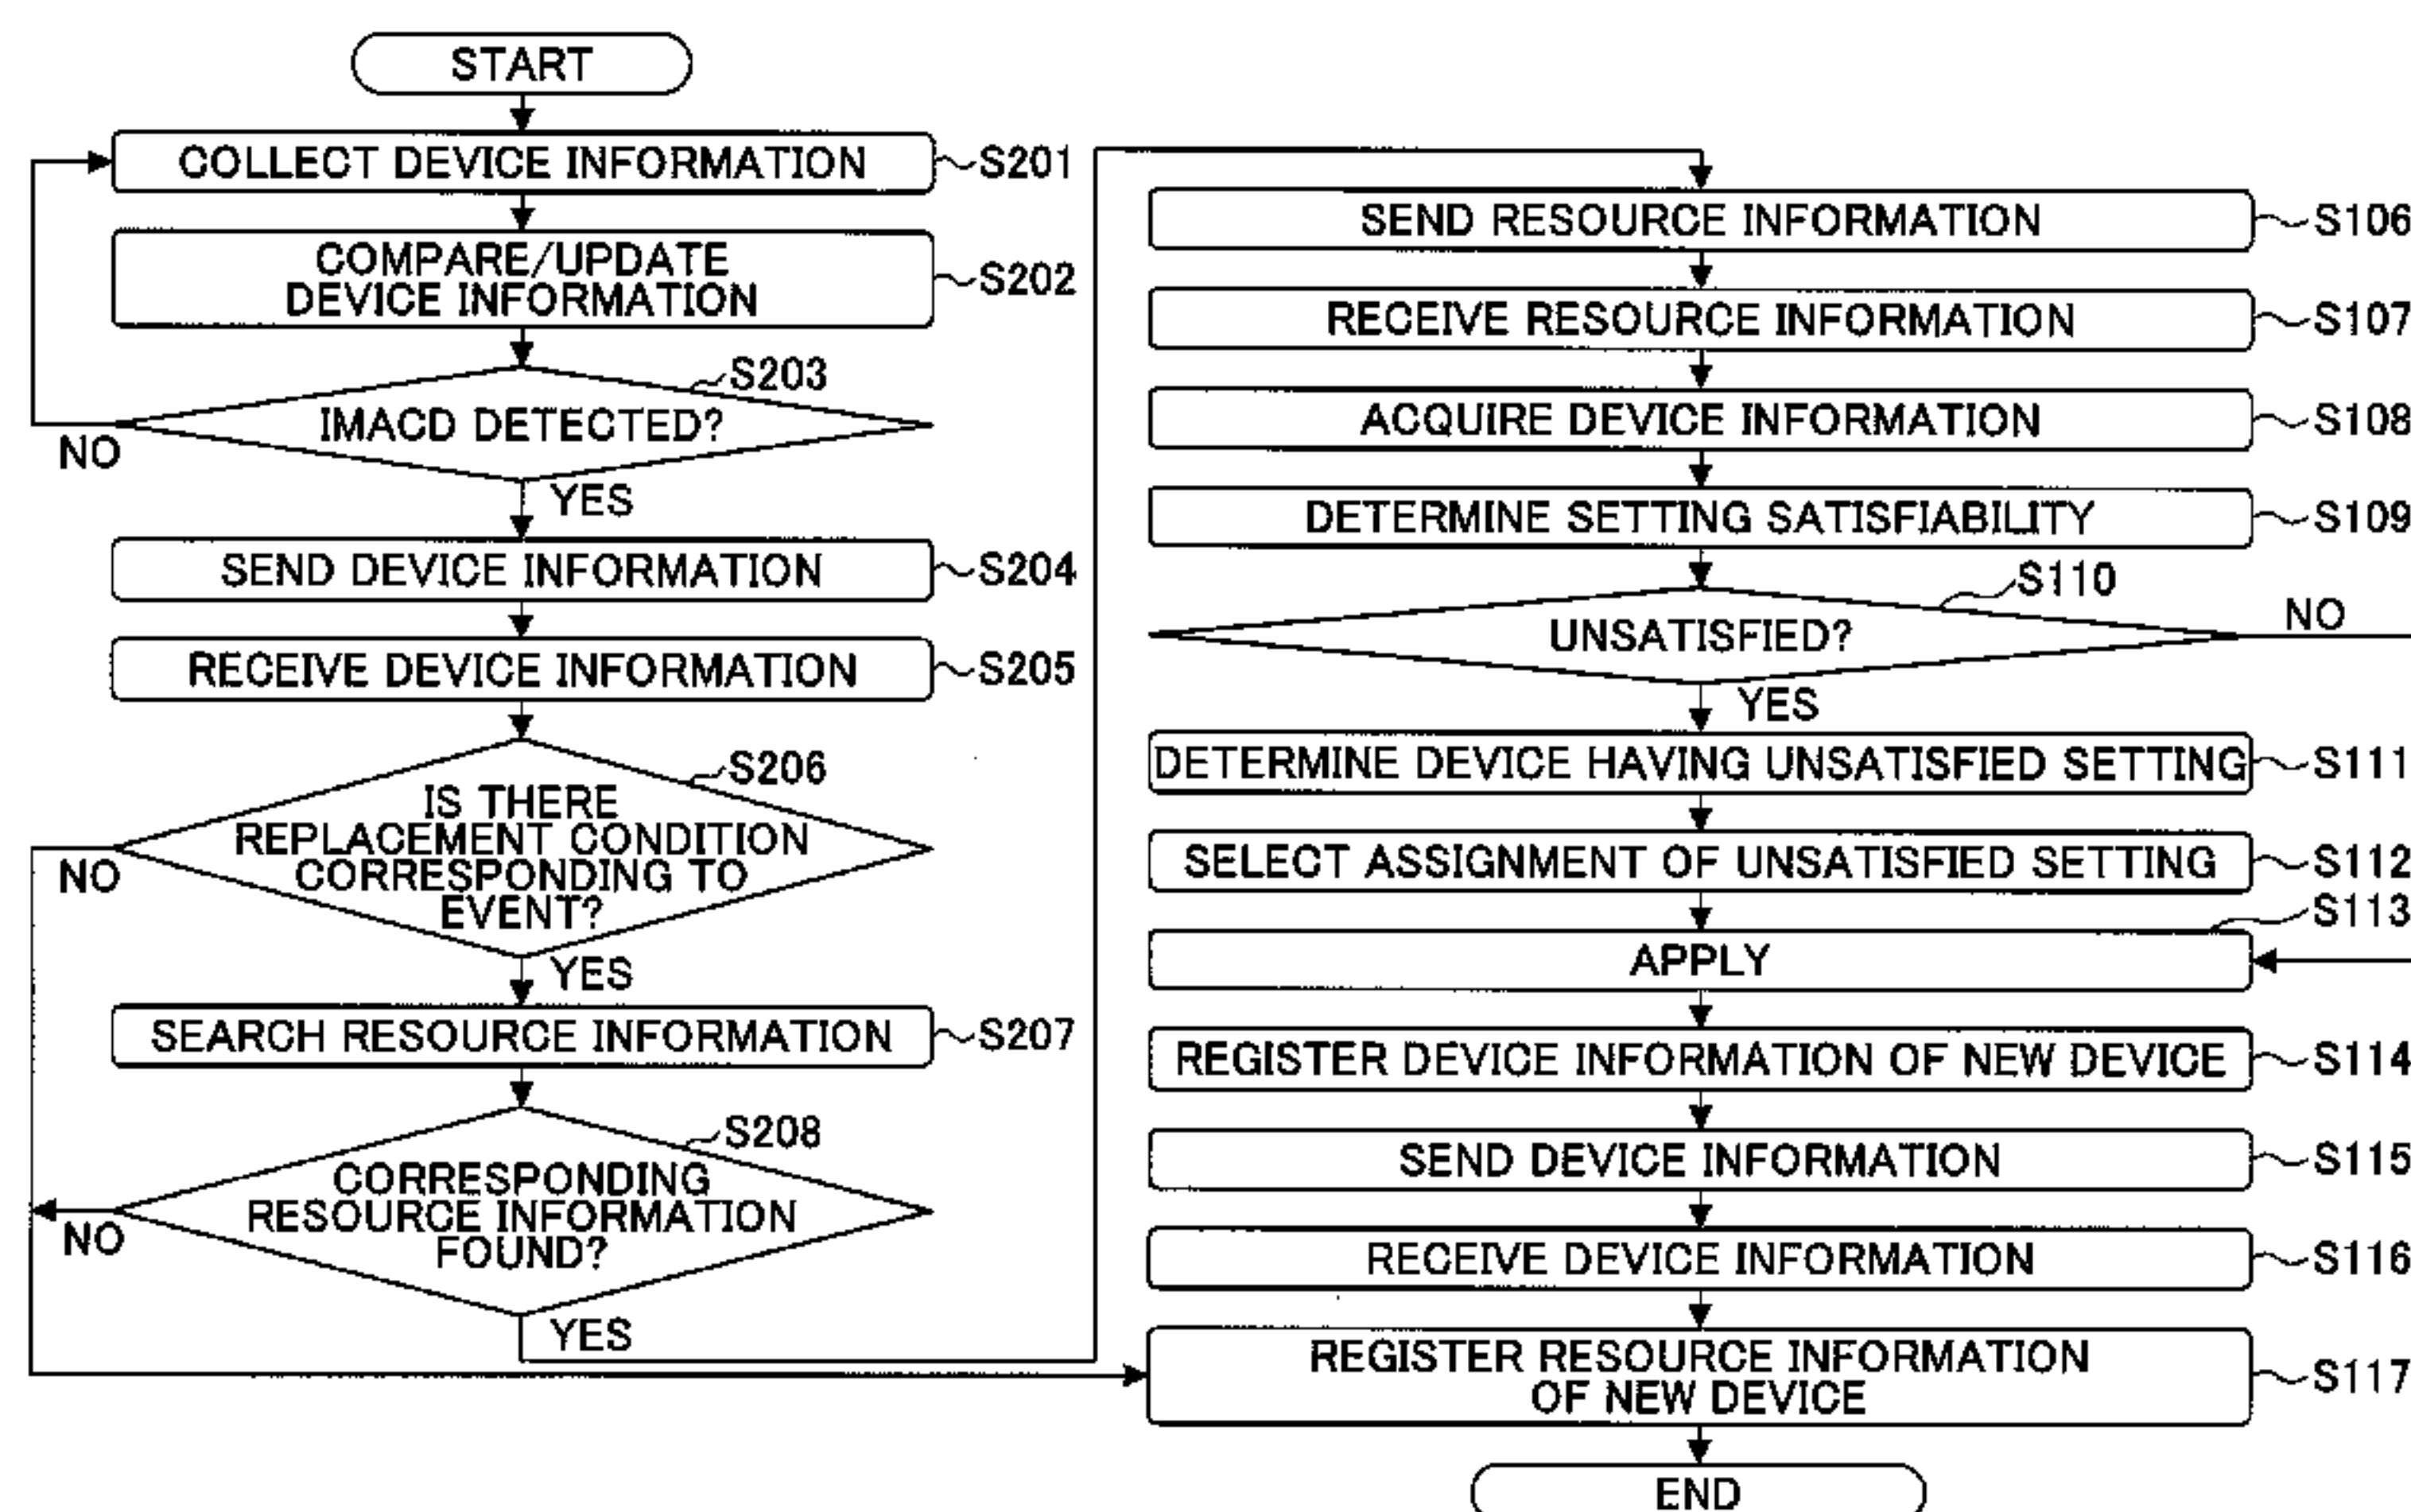 START
COLLECT DEVICE INFORMATION
S201
COMPARE/UPDATE
DEVICE INFORMATION
S202
S203
IMACD DETECTED?
NO
YES
SEND DEVICE INFORMATION
S204
RECEIVE DEVICE INFORMATION
S205
S206
IS THERE
REPLACEMENT CONDITION
CORRESPONDING TO
EVENT?
NO
YES
SEARCH RESOURCE INFORMATION
S207
S208
CORRESPONDING
RESOURCE INFORMATION
FOUND?
NO
YES
SEND RESOURCE INFORMATION
S106
RECEIVE RESOURCE INFORMATION
S107
ACQUIRE DEVICE INFORMATION
S108
DETERMINE SETTING SATISFIABILITY
S109
S110
UNSATISFIED?
NO
YES
DETERMINE DEVICE HAVING UNSATISFIED SETTING
S111
SELECT ASSIGNMENT OF UNSATISFIED SETTING
S112
S113
APPLY
REGISTER DEVICE INFORMATION OF NEW DEVICE
S114
SEND DEVICE INFORMATION
S115
RECEIVE DEVICE INFORMATION
S116
REGISTER RESOURCE INFORMATION
OF NEW DEVICE
S117
END